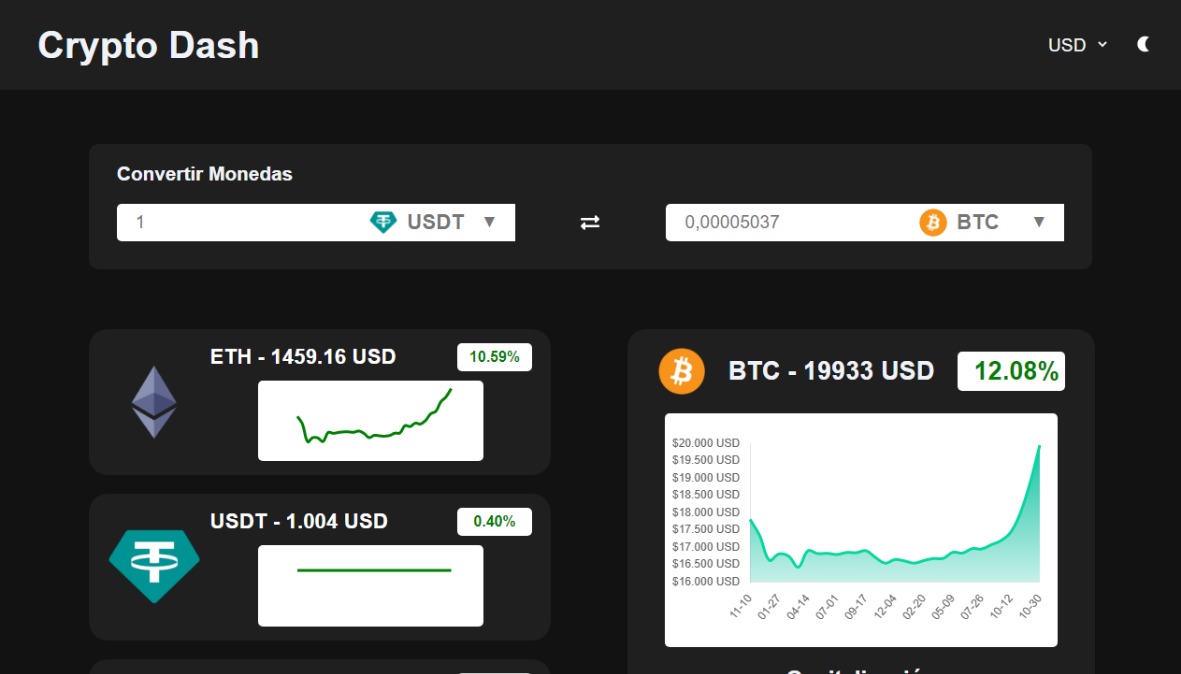 Crypto Dash
USD
Convertir Monedas
1
USDT
0,00005037
BTC
ETH - 1459.16 USD
10.59%
USDT - 1.004 USD
0.40%
BTC - 19933 USD
12.08%
$20.000 USD
$19.500 USD
$19.000 USD
$18.500 USD
$18.000 USD
$17.500 USD
$17.000 USD
$16.500 USD
$16.000 USD
11-10
01-27
04-14
07-01
09-17
12-04
02-20
05-09
07-26
10-12
10-30